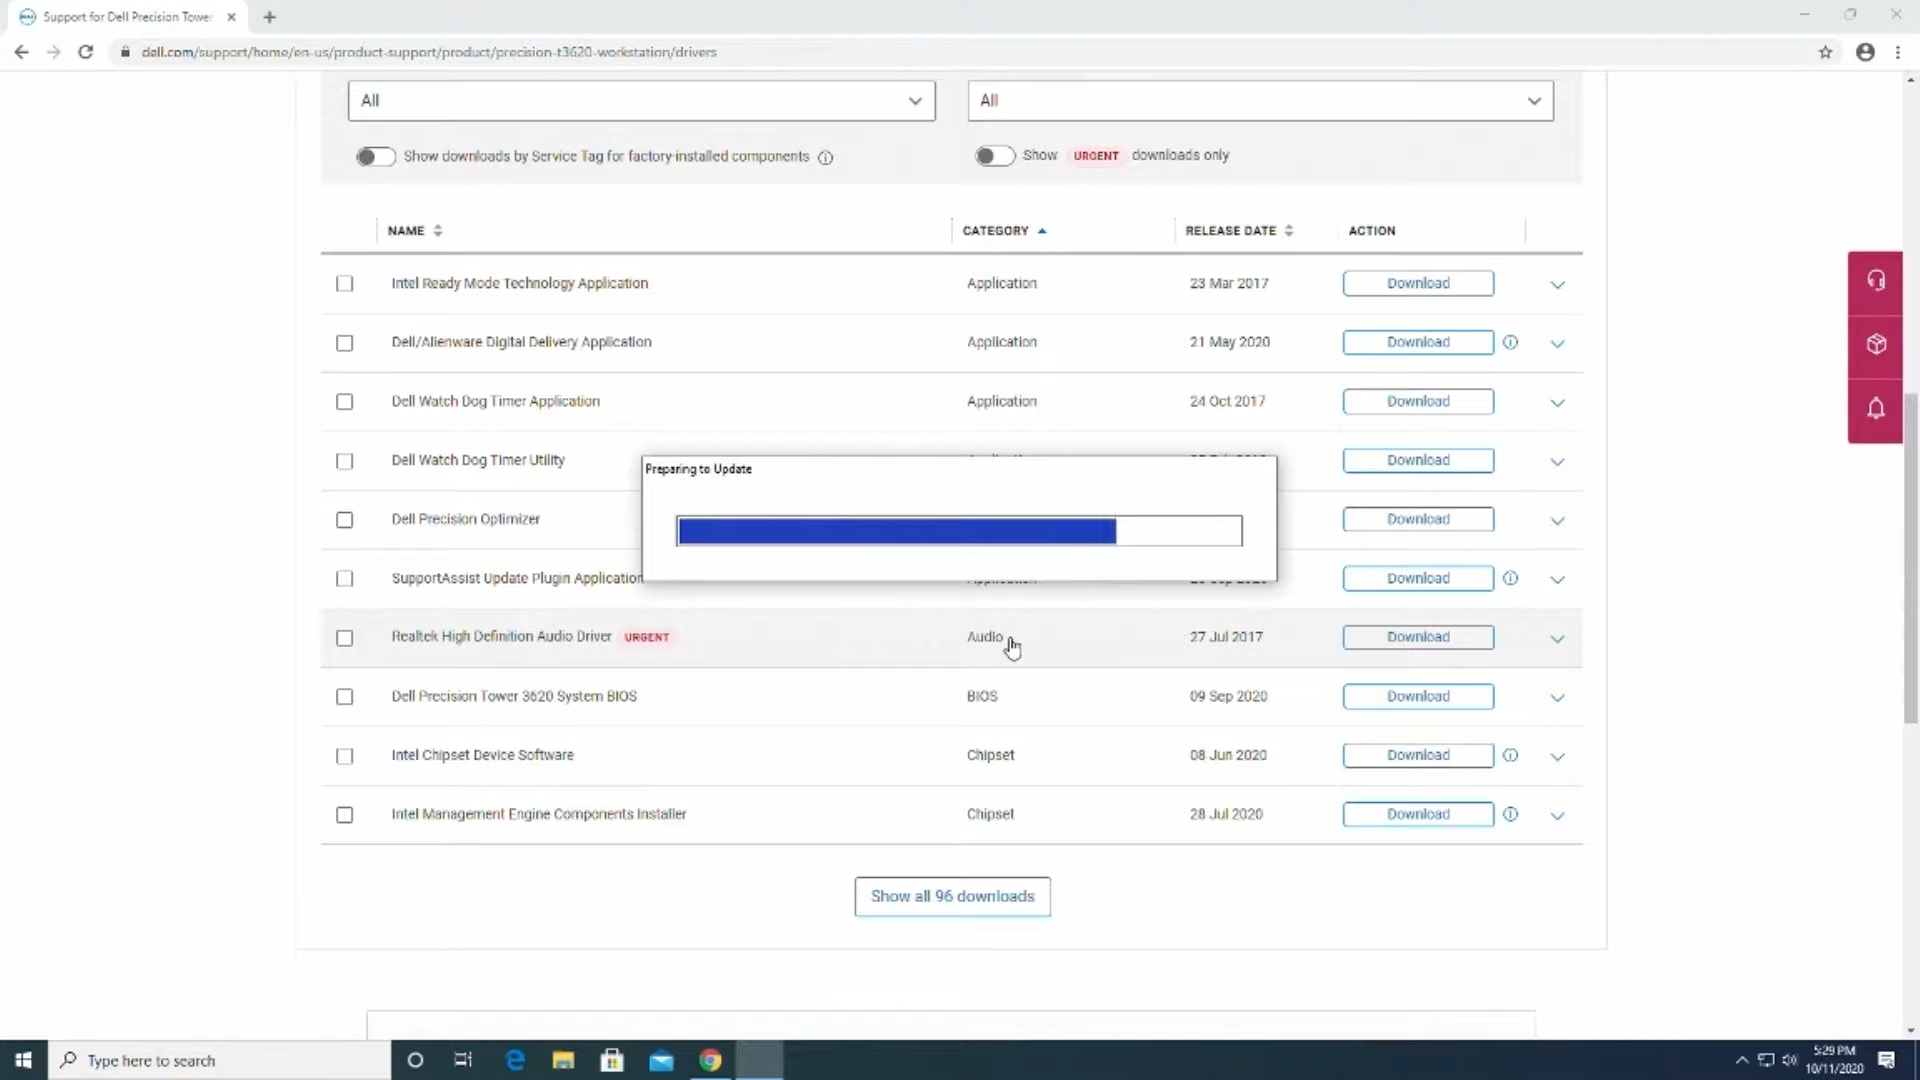 Support for Dell Precision Tower
dell.com/support/home/en-us/product-support/product/precision-t3620-workstation/drivers
All
All
Show downloads by Service Tag for factory-installed components
Show URGENT downloads only
NAME CATEGORY RELEASE DATE ACTION
Intel Ready Mode Technology Application Application 23 Mar 2017 Download
Dell/Alienware Digital Delivery Application Application 21 May 2020 Download
Dell Watch Dog Timer Application Application 24 Oct 2017 Download
Dell Watch Dog Timer Utility Download
Preparing to Update
Dell Precision Optimizer Download
SupportAssist Update Plugin Application Download
Realtek High Definition Audio Driver URGENT Audio 27 Jul 2017 Download
Dell Precision Tower 3620 System BIOS BIOS 09 Sep 2020 Download
Intel Chipset Device Software Chipset 08 Jun 2020 Download
Intel Management Engine Components Installer Chipset 28 Jul 2020 Download
Show all 96 downloads
Type here to search
5:29 PM
10/11/2020